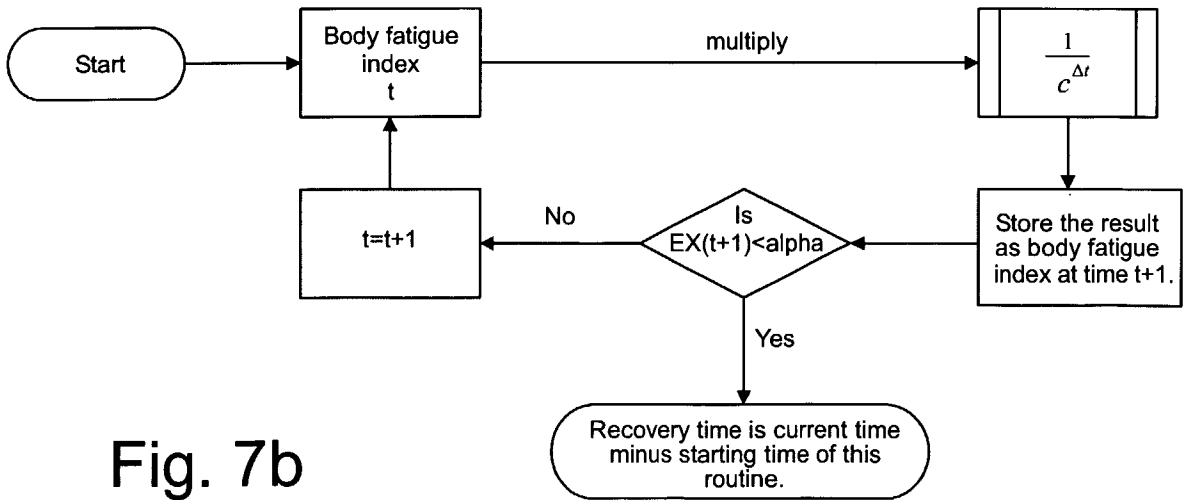 Start
Body fatigue
index
t
multiply
1
c^Δt
Store the result
as body fatigue
index at time t+1.
Is
EX(t+1)<alpha
No
t=t+1
Yes
Recovery time is current time
minus starting time of this
routine.
Fig. 7b